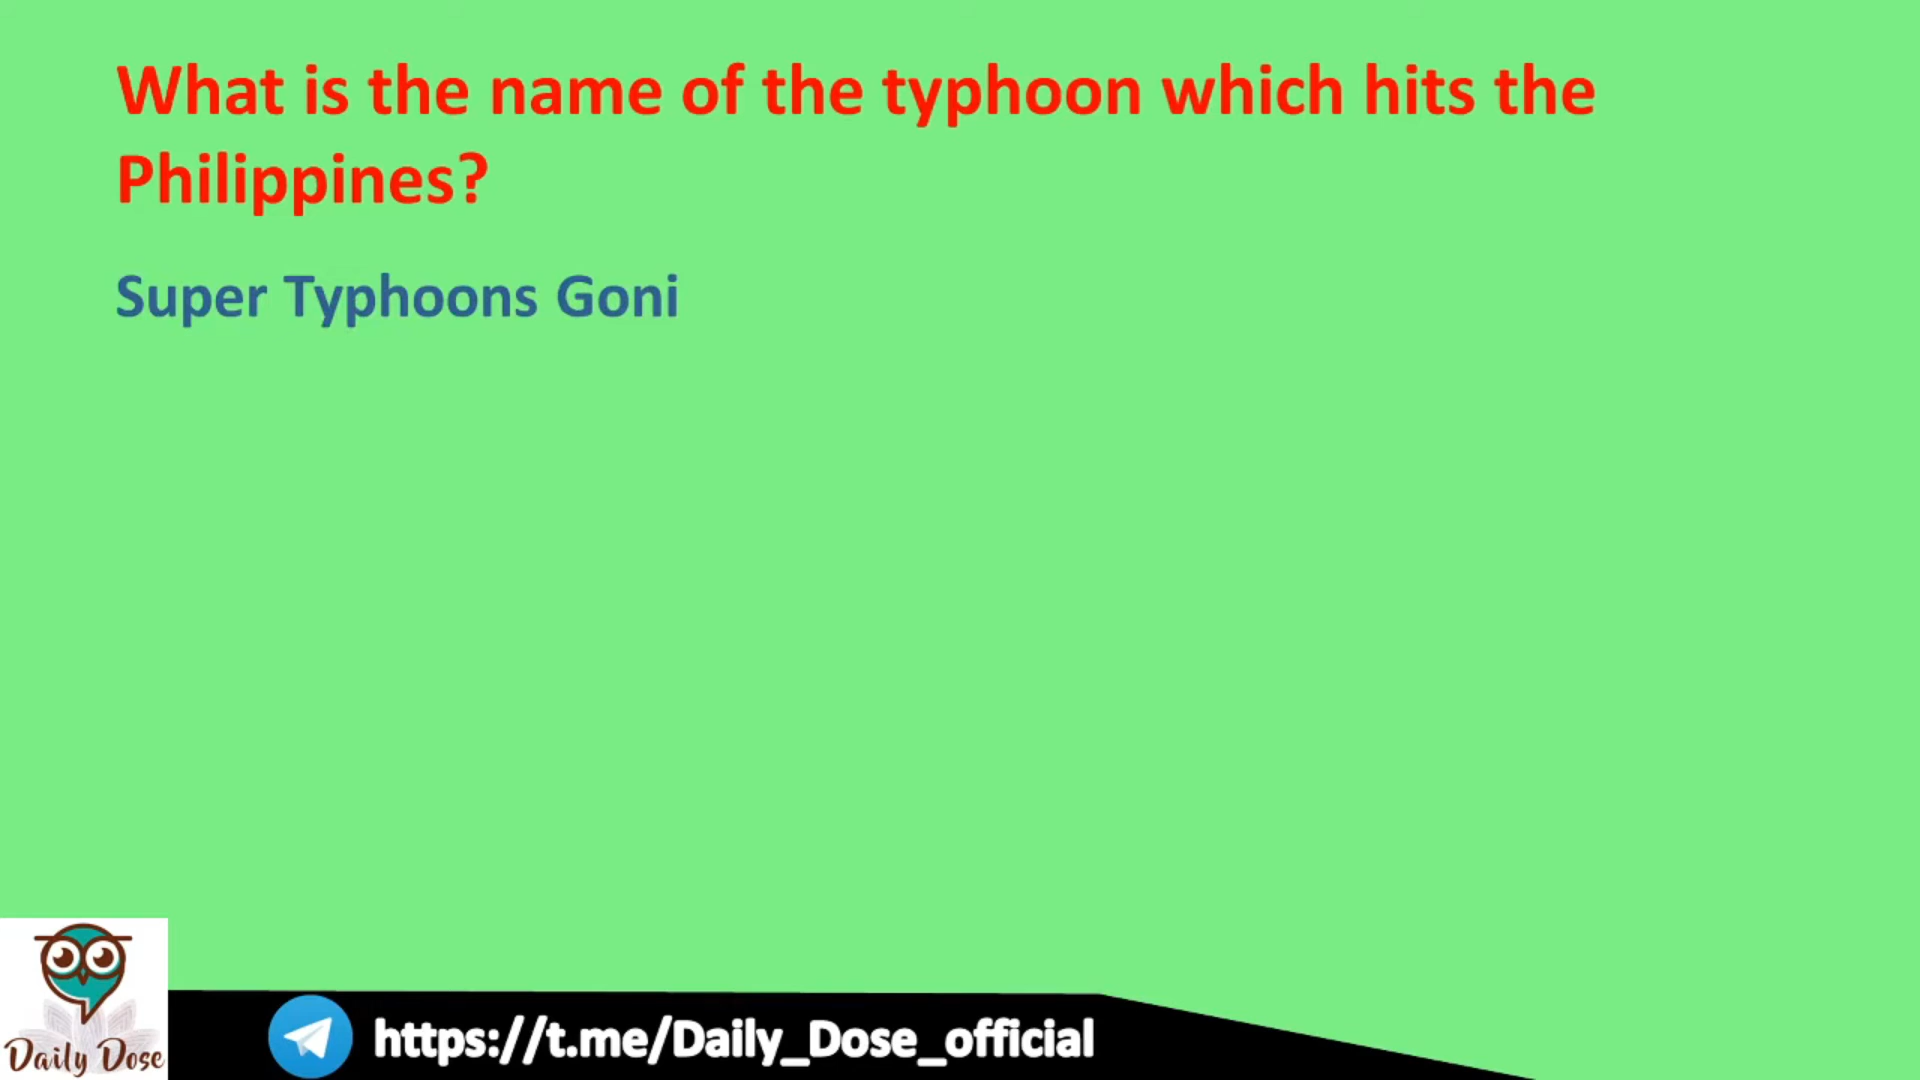 What is the name of the typhoon which hits the
Philippines?
Super Typhoons Goni
Daily Dose
https://t.me/Daily_Dose_official